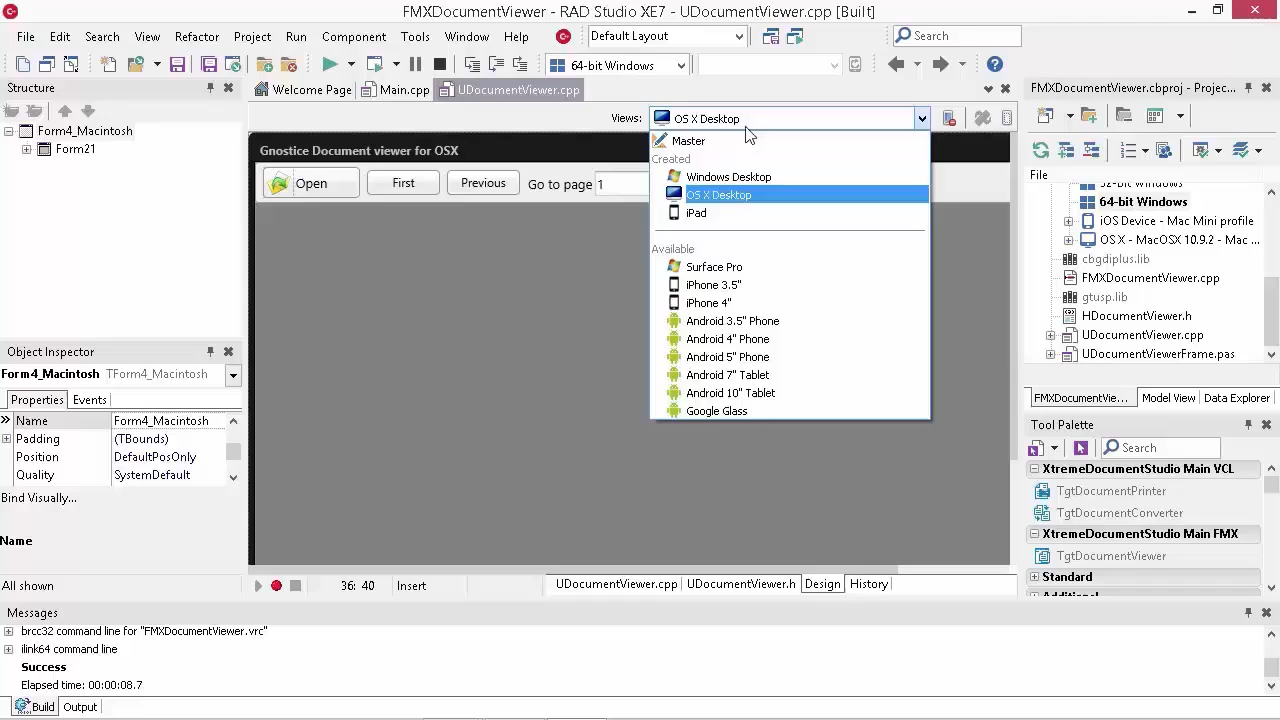 FMXDocumentViewer - RAD Studio XE7 - UDocumentViewer.cpp [Built]
File Edit Search View Refactor Project Run Component Tools Window Help Default Layout Search
64-bit Windows
Structure
Form4_Macintosh
Form21
Welcome Page Main.cpp UDocumentViewer.cpp
Views: OS X Desktop
Master
Created
Windows Desktop
OS X Desktop
iPad
Available
Surface Pro
iPhone 3.5"
iPhone 4"
Android 3.5" Phone
Android 4" Phone
Android 5" Phone
Android 7" Tablet
Android 10" Tablet
Google Glass
Gnostice Document viewer for OSX
Open First Previous Go to page 1
Object Inspector
Form4_Macintosh TForm4_Macintosh
Properties Events
Name Form4_Macintosh
Padding (TBounds)
Position DefaultPosOnly
Quality SystemDefault
Bind Visually...
Name
All shown
36: 40 Insert
UDocumentViewer.cpp UDocumentViewer.h Design History
FMXDocumentViewer.cbproj - Projec...
File
32-bit Windows
64-bit Windows
iOS Device - Mac Mini profile
OS X - MacOSX 10.9.2 - Mac ...
cbgdiplus.lib
FMXDocumentViewer.cpp
gtusp.lib
HDocumentViewer.h
UDocumentViewer.cpp
UDocumentViewerFrame.pas
FMXDocumentVie... Model View Data Explorer
Tool Palette
Search
XtremeDocumentStudio Main VCL
TgtDocumentPrinter
TgtDocumentConverter
XtremeDocumentStudio Main FMX
TgtDocumentViewer
Standard
Additional
Messages
brcc32 command line for "FMXDocumentViewer.vrc"
ilink64 command line
Success
Elapsed time: 00:00:08.7
Build Output